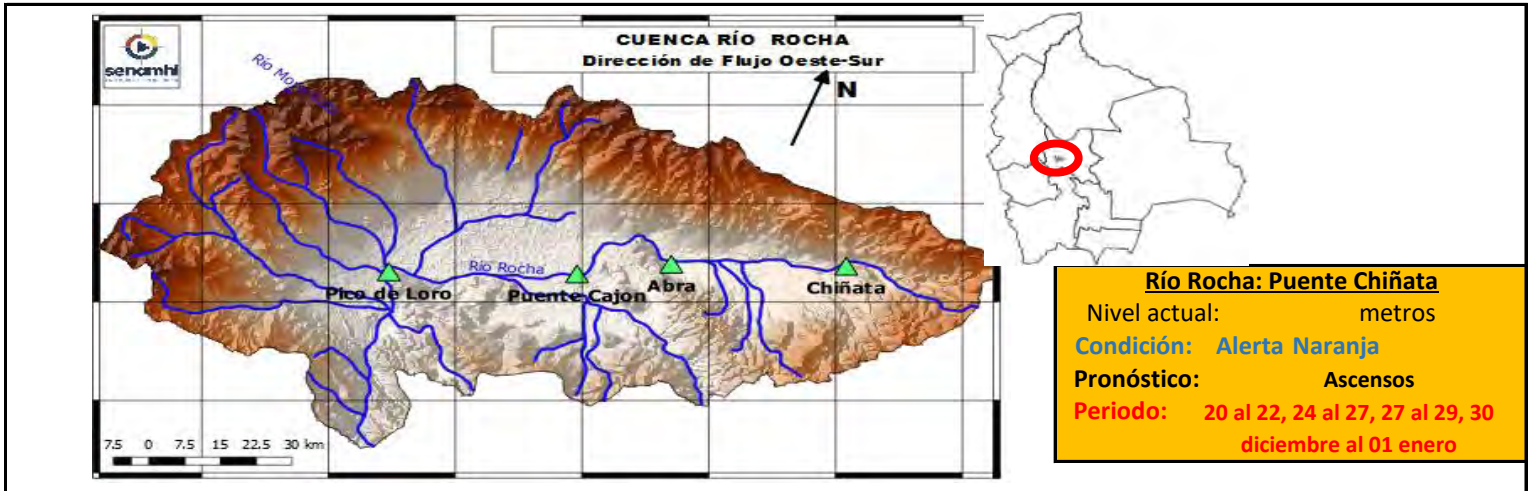 senamhi
CUENCA RÍO ROCHA
Dirección de Flujo Oeste-Sur
N
Río Rocha
Pico de Loro
Puente Cajon
Abra
Chiñata
7.5 0 7.5 15 22.5 30 km
Río Rocha: Puente Chiñata
Nivel actual: metros
Condición: Alerta Naranja
Pronóstico: Ascensos
Periodo: 20 al 22, 24 al 27, 27 al 29, 30
diciembre al 01 enero